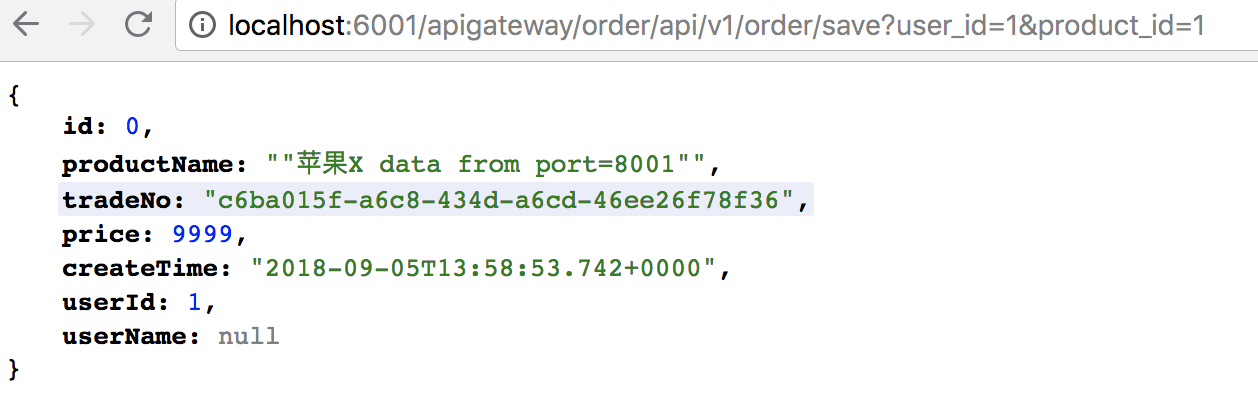 localhost:6001/apigateway/order/api/v1/order/save?user_id=1&product_id=1
{
id: 0,
productName: ""苹果X data from port=8001"",
tradeNo: "c6ba015f-a6c8-434d-a6cd-46ee26f78f36",
price: 9999,
createTime: "2018-09-05T13:58:53.742+0000",
userId: 1,
userName: null
}